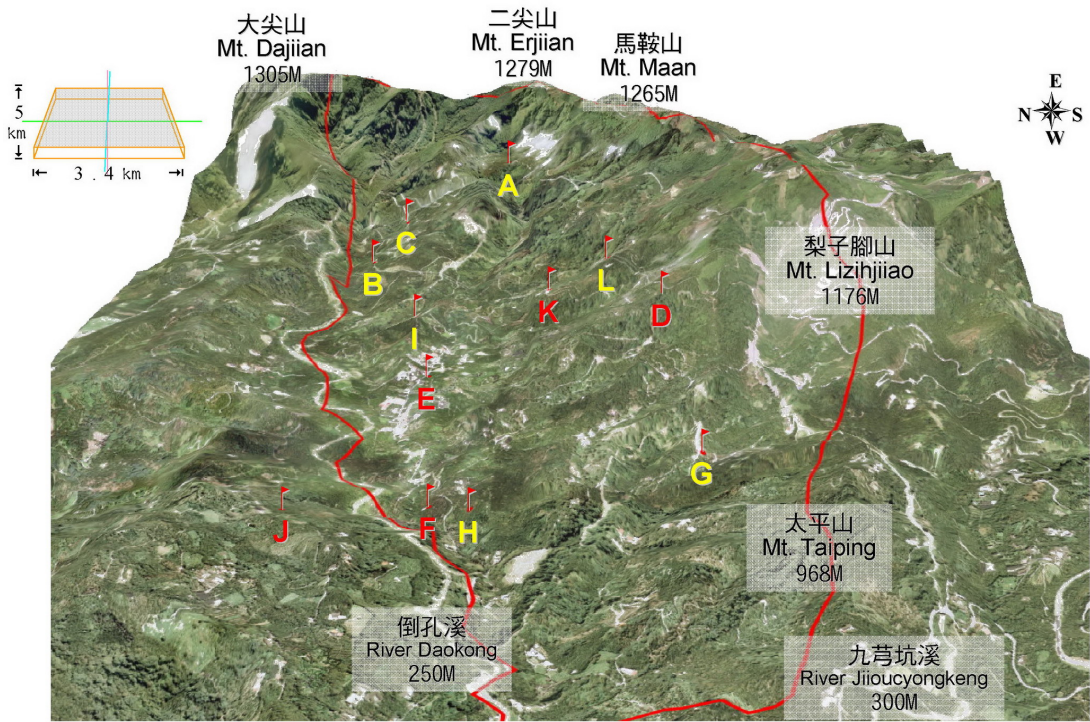 大尖山
Mt. Dajian
1305M
二尖山
Mt. Erjian
1279M
馬鞍山
Mt. Maan
1265M
5
km
3 . 4 km
E
N
S
W
A
C
B
L
K
D
I
梨子腳山
Mt. Lizihjiiao
1176M
E
G
J
F
H
太平山
Mt. Taiping
968M
倒孔溪
River Daokong
250M
九芎坑溪
River Jiioucyongkeng
300M